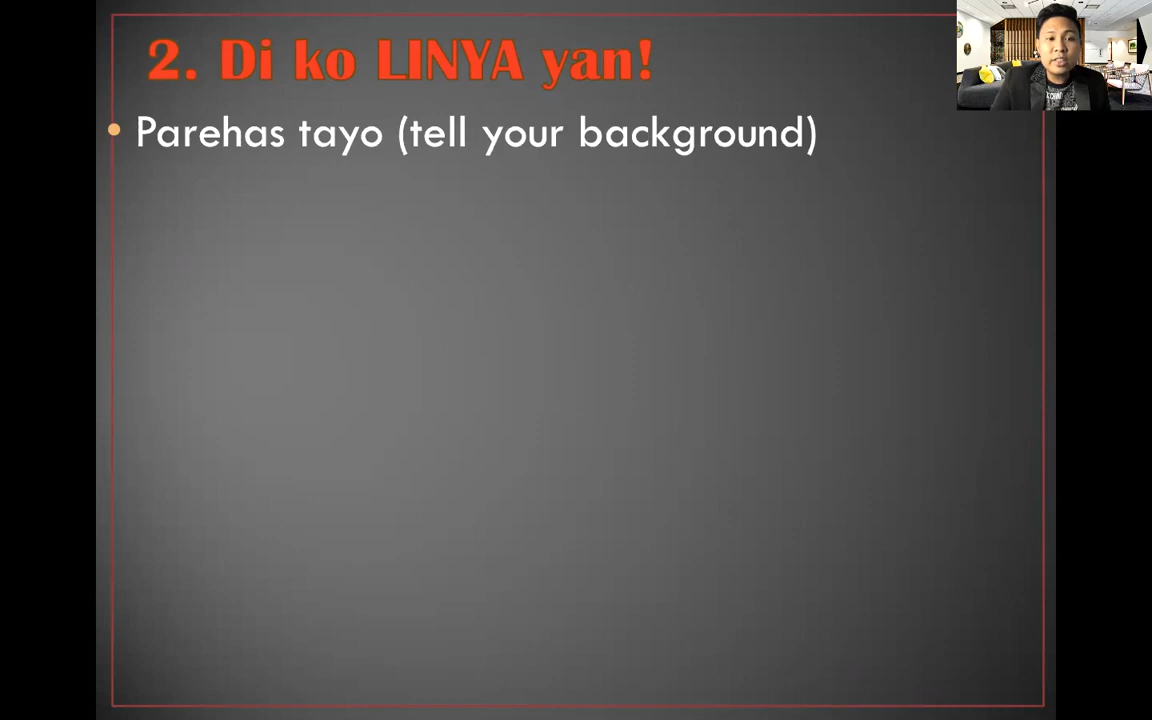 2. Di ko LINYA yan!
• Parehas tayo (tell your background)